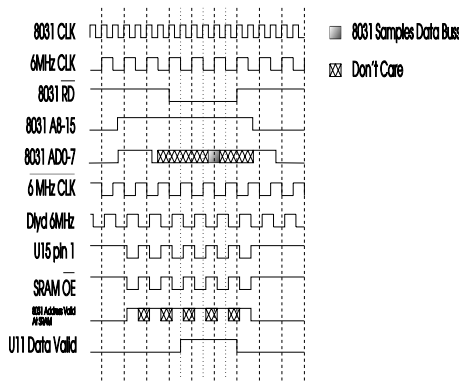 8031 CLK
6MHz CLK
8031 RD
8031 A8-15
8031 AD0-7
6 MHz CLK
Dlyd 6MHz
U15 pin 1
SRAM OE
8031 Address Valid
At SRAM
U11 Data Valid
8031 Samples Data Buss
Don't Care